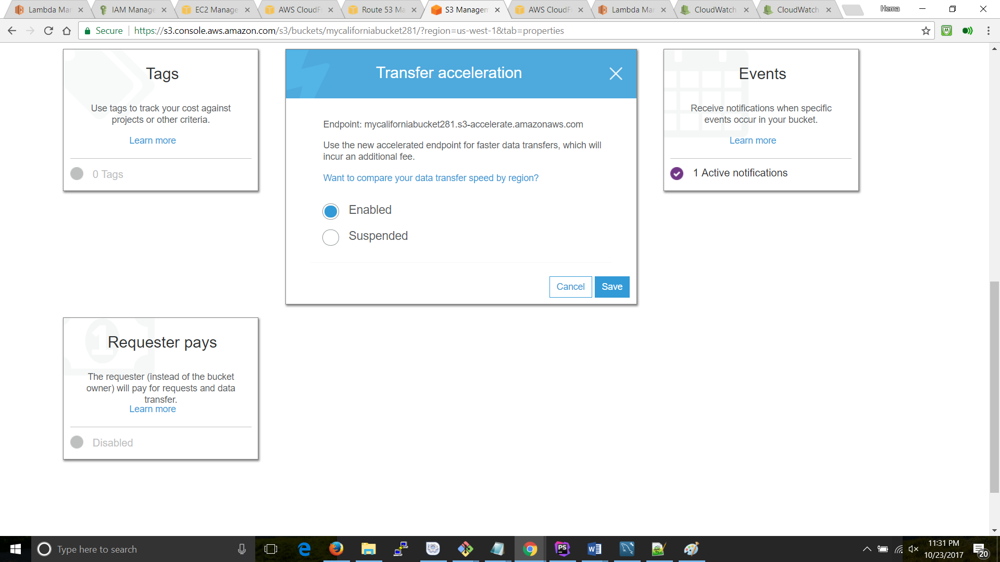 Lambda Mar
IAM Manage
EC2 Manage
AWS CloudF
Route 53 Ma
S3 Managem
AWS CloudF
Lambda Mar
CloudWatch
CloudWatch
Hema
Secure
https://s3.console.aws.amazon.com/s3/buckets/mycaliforniabucket281/?region=us-west-1&tab=properties
Tags
Use tags to track your cost against
projects or other criteria.
Learn more
0 Tags
Transfer acceleration
Endpoint: mycaliforniabucket281.s3-accelerate.amazonaws.com
Use the new accelerated endpoint for faster data transfers, which will
incur an additional fee.
Want to compare your data transfer speed by region?
Enabled
Suspended
Cancel
Save
Events
Receive notifications when specific
events occur in your bucket.
Learn more
1 Active notifications
Requester pays
The requester (instead of the bucket
owner) will pay for requests and data
transfer.
Learn more
Disabled
Type here to search
11:31 PM
10/23/2017
20